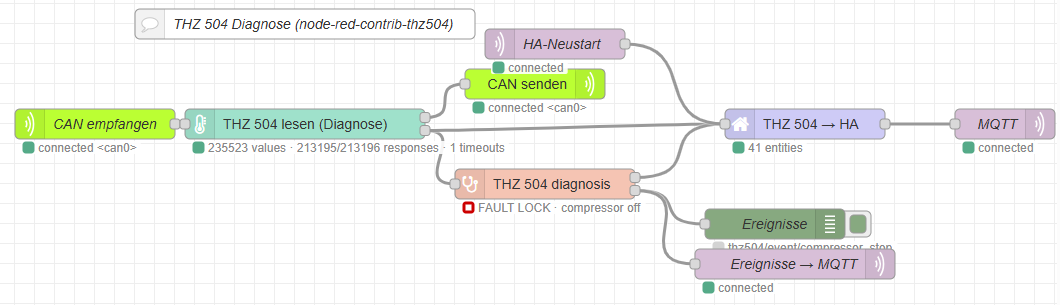 THZ 504 Diagnose (node-red-contrib-thz504)
HA-Neustart
connected
CAN senden
connected <can0>
CAN empfangen
connected <can0>
THZ 504 lesen (Diagnose)
235523 values · 213195/213196 responses · 1 timeouts
THZ 504 → HA
41 entities
MQTT
connected
THZ 504 diagnosis
FAULT LOCK · compressor off
Ereignisse
thz504/event/compressor_stop
Ereignisse → MQTT
connected